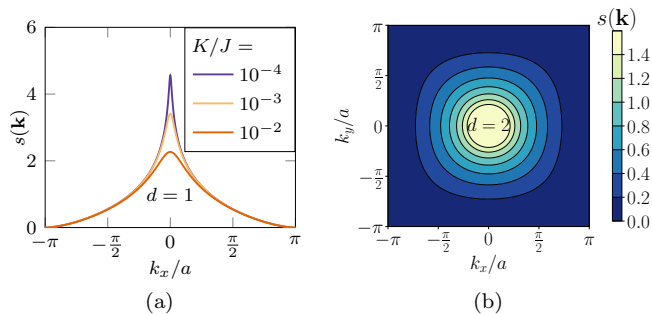 6
4
2
0
s(k)
K/J =
10⁻⁴
10⁻³
10⁻²
d = 1
−π
−π/2
0
π/2
π
kₓ/a
(a)
π
π/2
0
−π/2
−π
k_y/a
d = 2
−π
−π/2
0
π/2
π
kₓ/a
(b)
s(k)
1.4
1.2
1.0
0.8
0.6
0.4
0.2
0.0